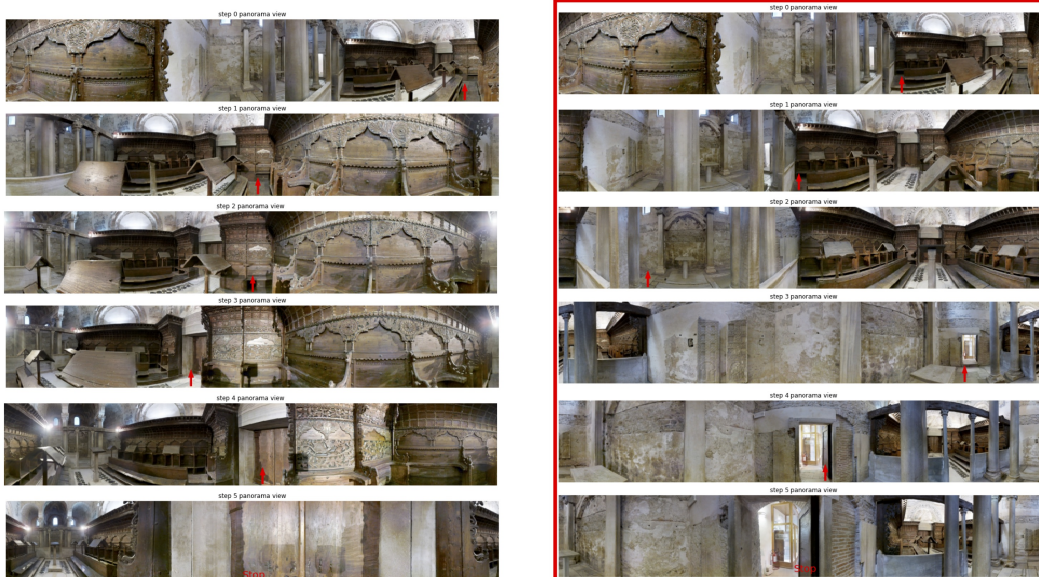 step 0 panorama view
step 1 panorama view
step 2 panorama view
step 3 panorama view
step 4 panorama view
step 5 panorama view
Stop
step 0 panorama view
step 1 panorama view
step 2 panorama view
step 3 panorama view
step 4 panorama view
step 5 panorama view
Stop